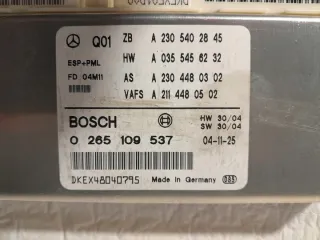 Q01 ZB A 230 540 28 45
ESP+PML HW A 035 545 62 32
FD 04M11 AS A 230 448 03 02
VAFS A 211 448 05 02
BOSCH HW 30/04
SW 30/04
0 265 109 537 04-11-25
DKEX48040795 Made in Germany